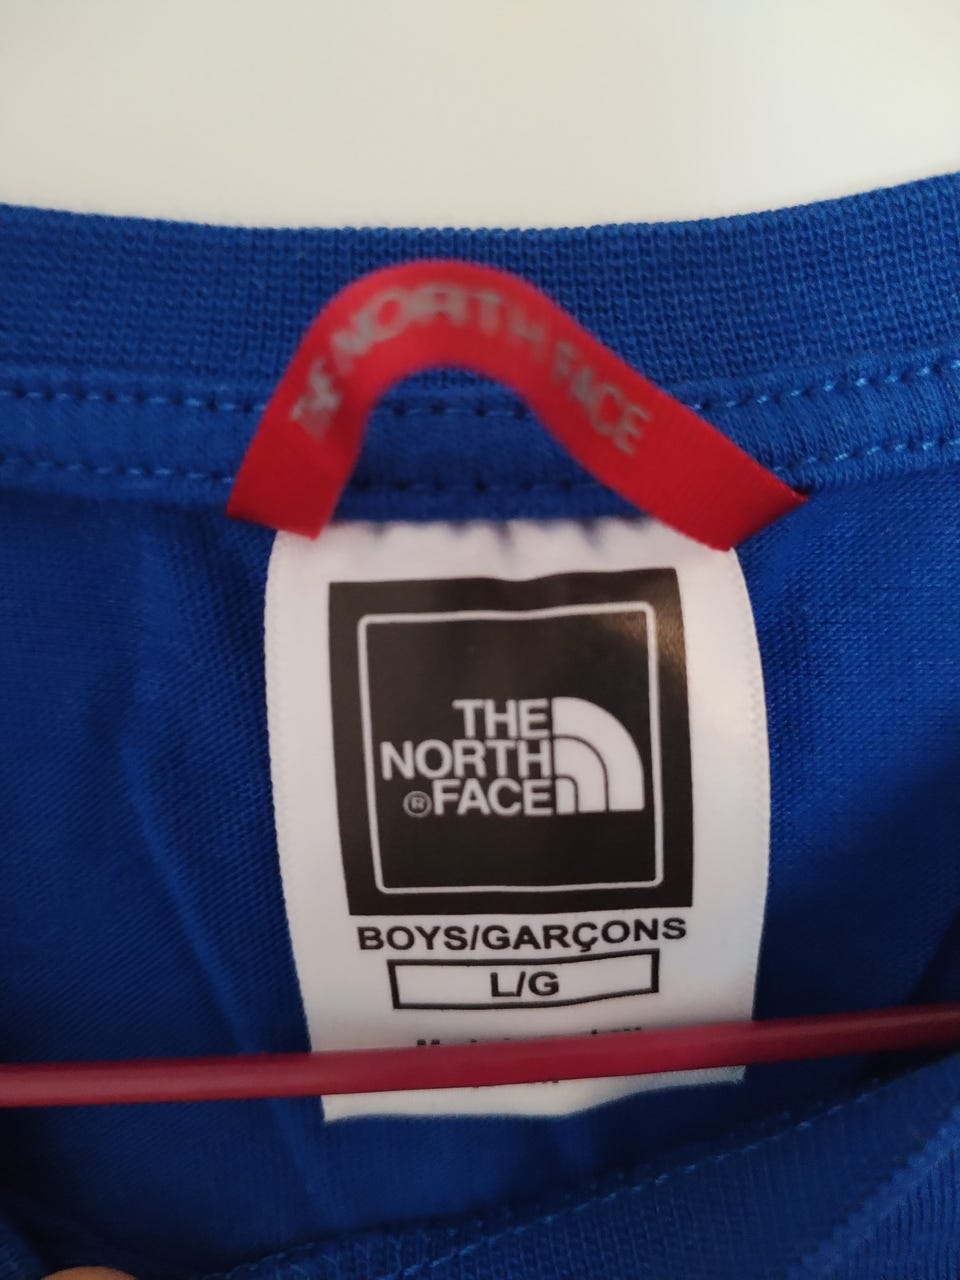 THE NORTH FACE
THE
NORTH
®FACE
BOYS/GARÇONS
L/G